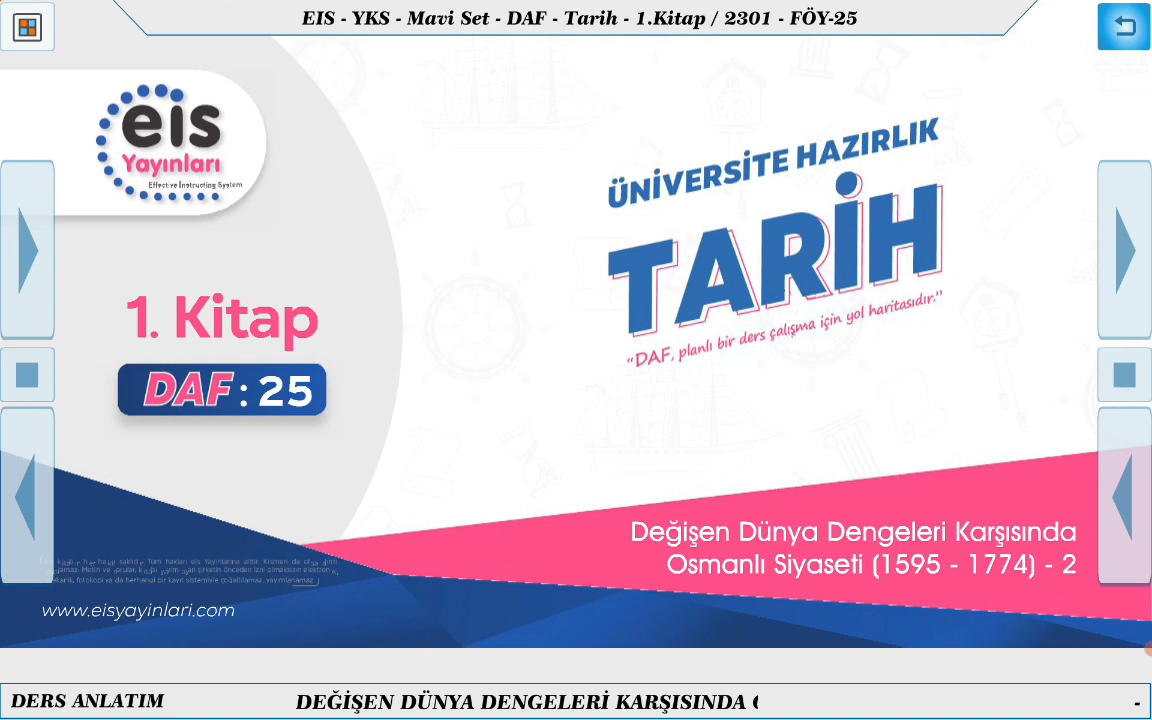 EIS - YKS - Mavi Set - DAF - Tarih - 1.Kitap / 2301 - FÖY-25
eis
Yayınları
Effective Instructing System
ÜNİVERSİTE HAZIRLIK
TARİH
“DAF, planlı bir ders çalışma için yol haritasıdır.”
1. Kitap
DAF : 25
Değişen Dünya Dengeleri Karşısında
Osmanlı Siyaseti (1595 - 1774) - 2
www.eisyayinlari.com
DERS ANLATIM
DEĞİŞEN DÜNYA DENGELERİ KARŞISINDA
-